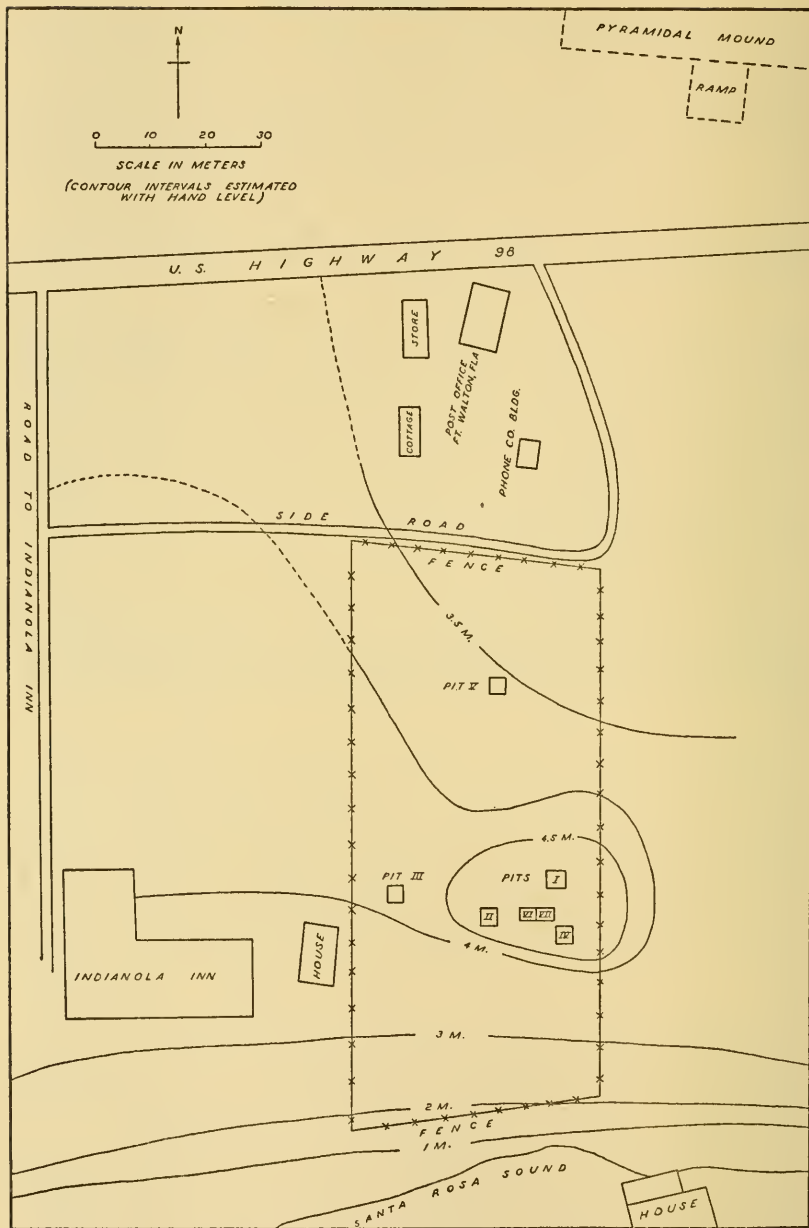 PYRAMIDAL MOUND
RAMP
N
0 10 20 30
SCALE IN METERS
(CONTOUR INTERVALS ESTIMATED
WITH HAND LEVEL)
U.S. HIGHWAY 98
STORE
POST OFFICE
FT. WALTON, FLA
COTTAGE
PHONE CO. BLDG.
ROAD TO INDIANOLA INN
SIDE ROAD
FENCE
3.5 M.
PIT V
4.5 M.
PIT III
PITS
I
II
VI VII
IV
HOUSE
4 M.
INDIANOLA INN
3 M.
2 M.
FENCE
1 M.
SANTA ROSA SOUND
HOUSE